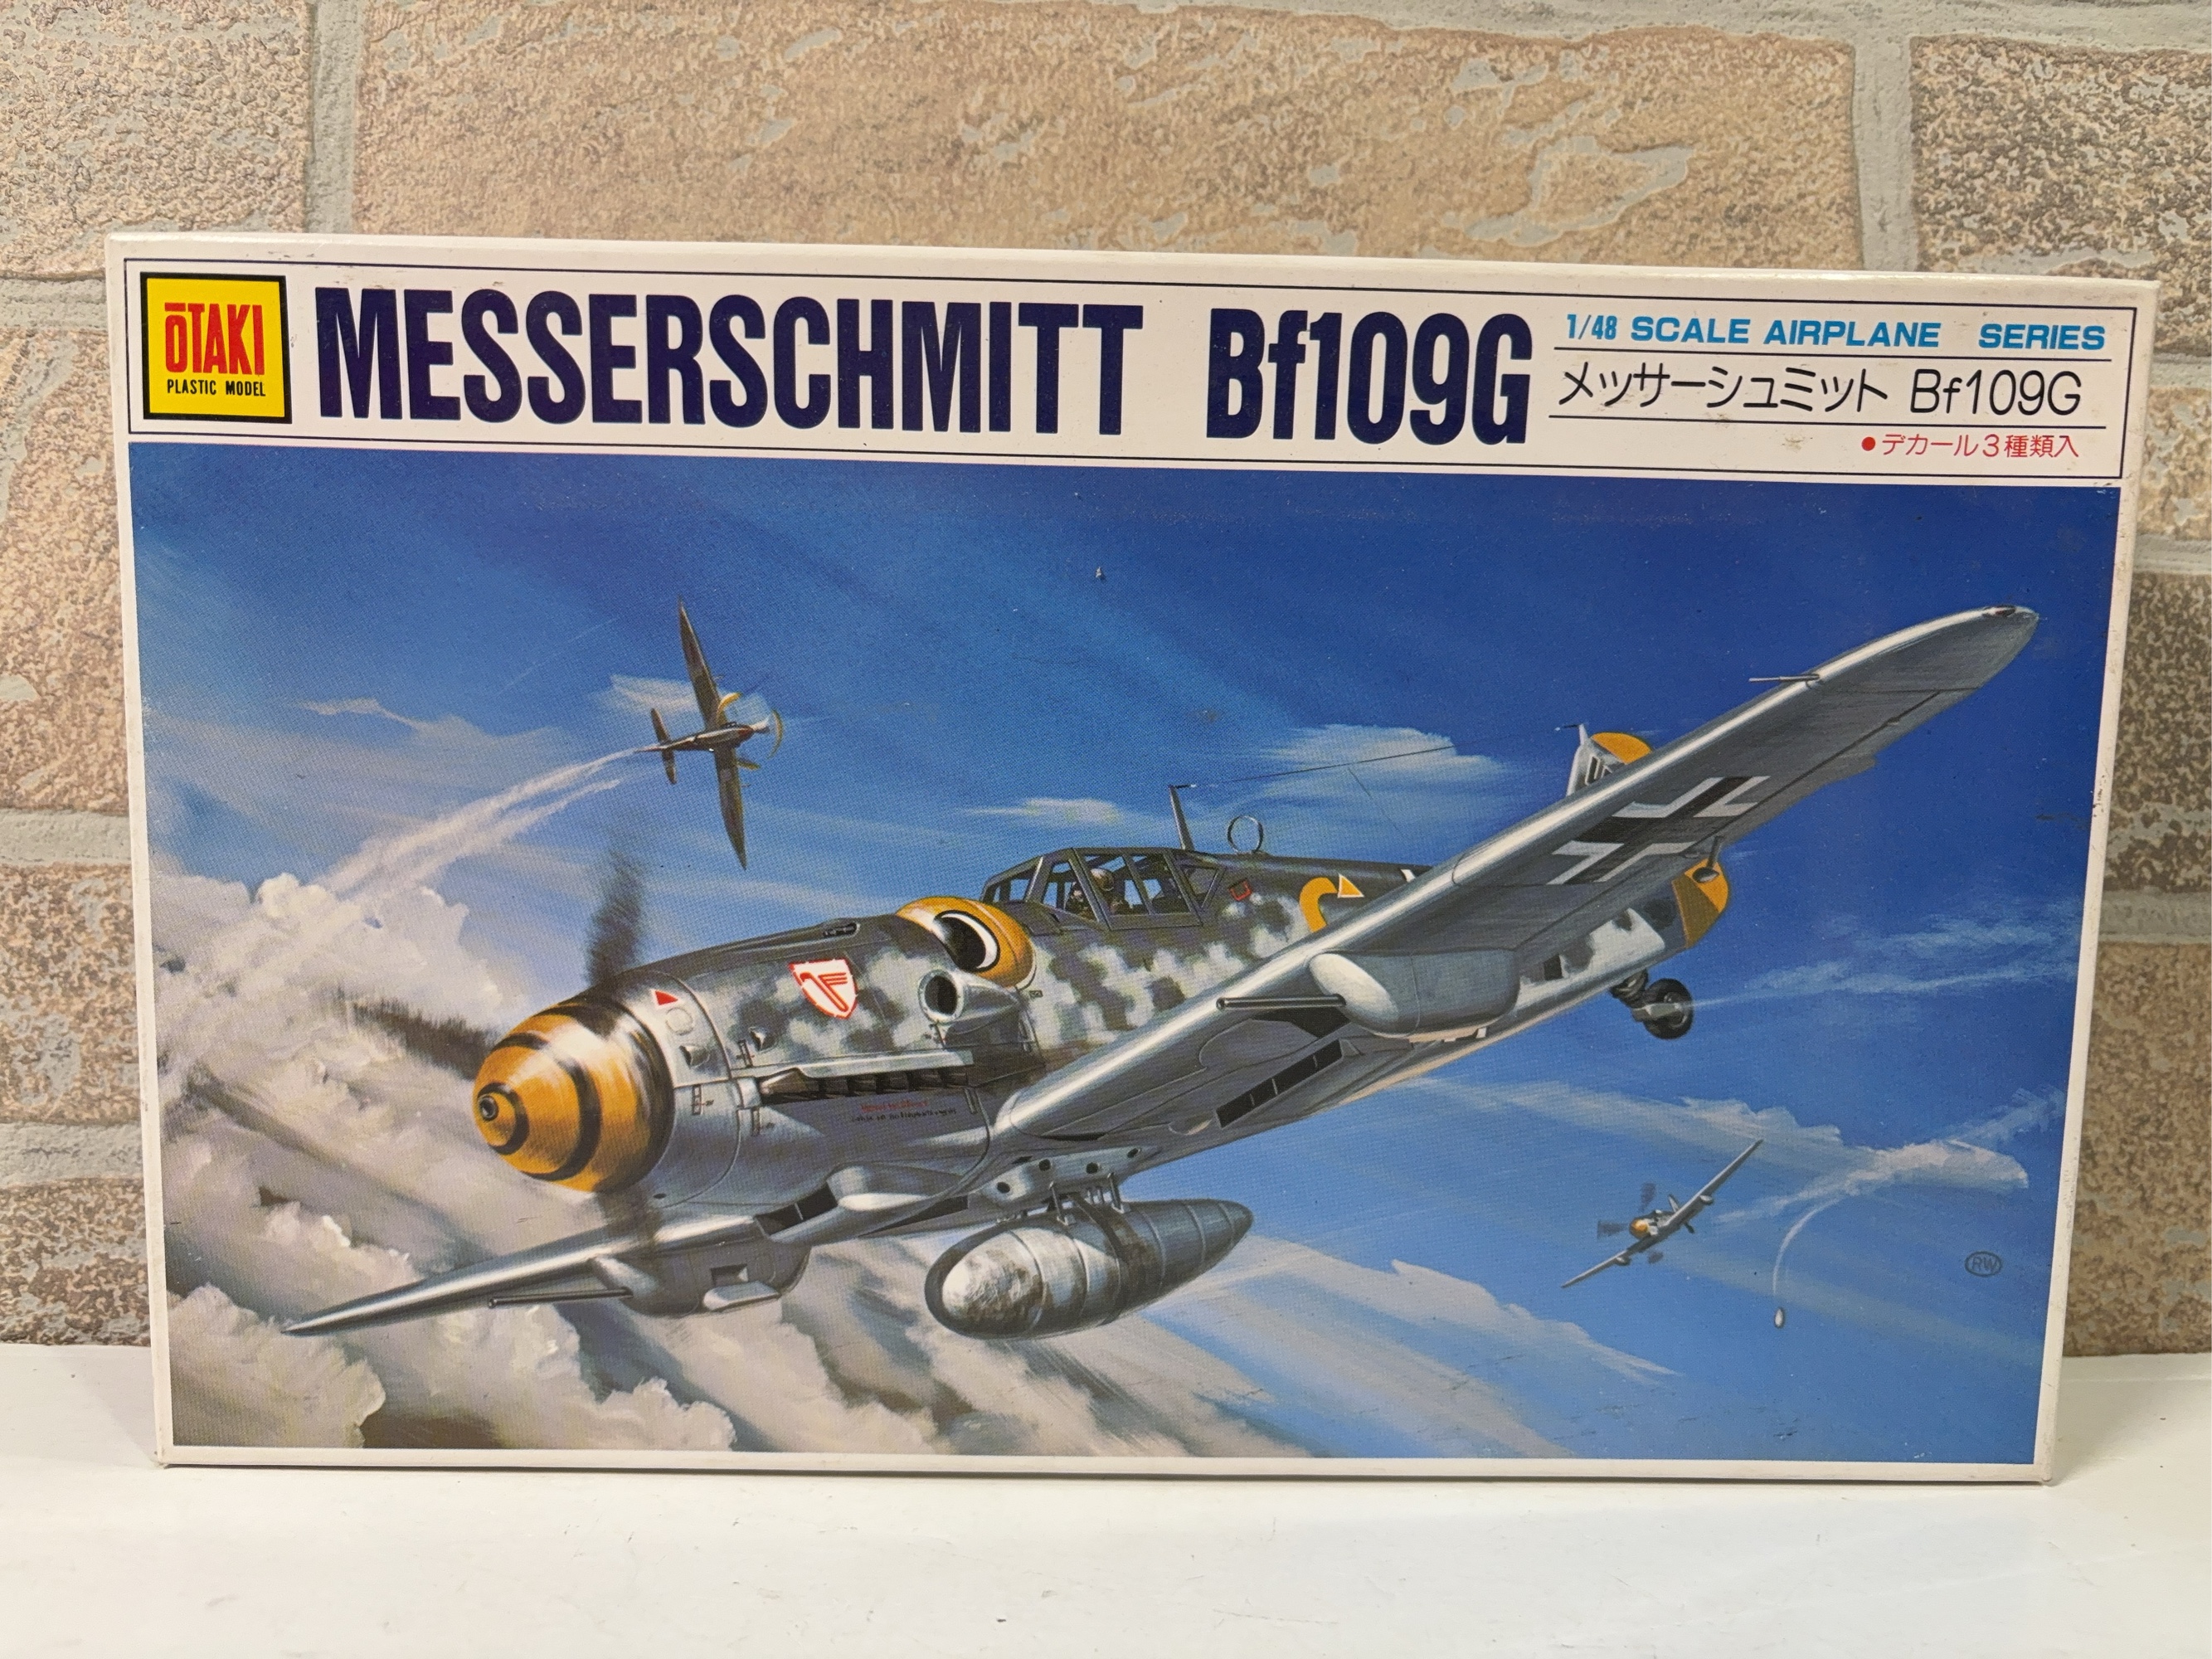 ŌTAKI
PLASTIC MODEL
MESSERSCHMITT Bf109G
1/48 SCALE AIRPLANE SERIES
メッサーシュミット Bf109G
●デカール3種類入
RW